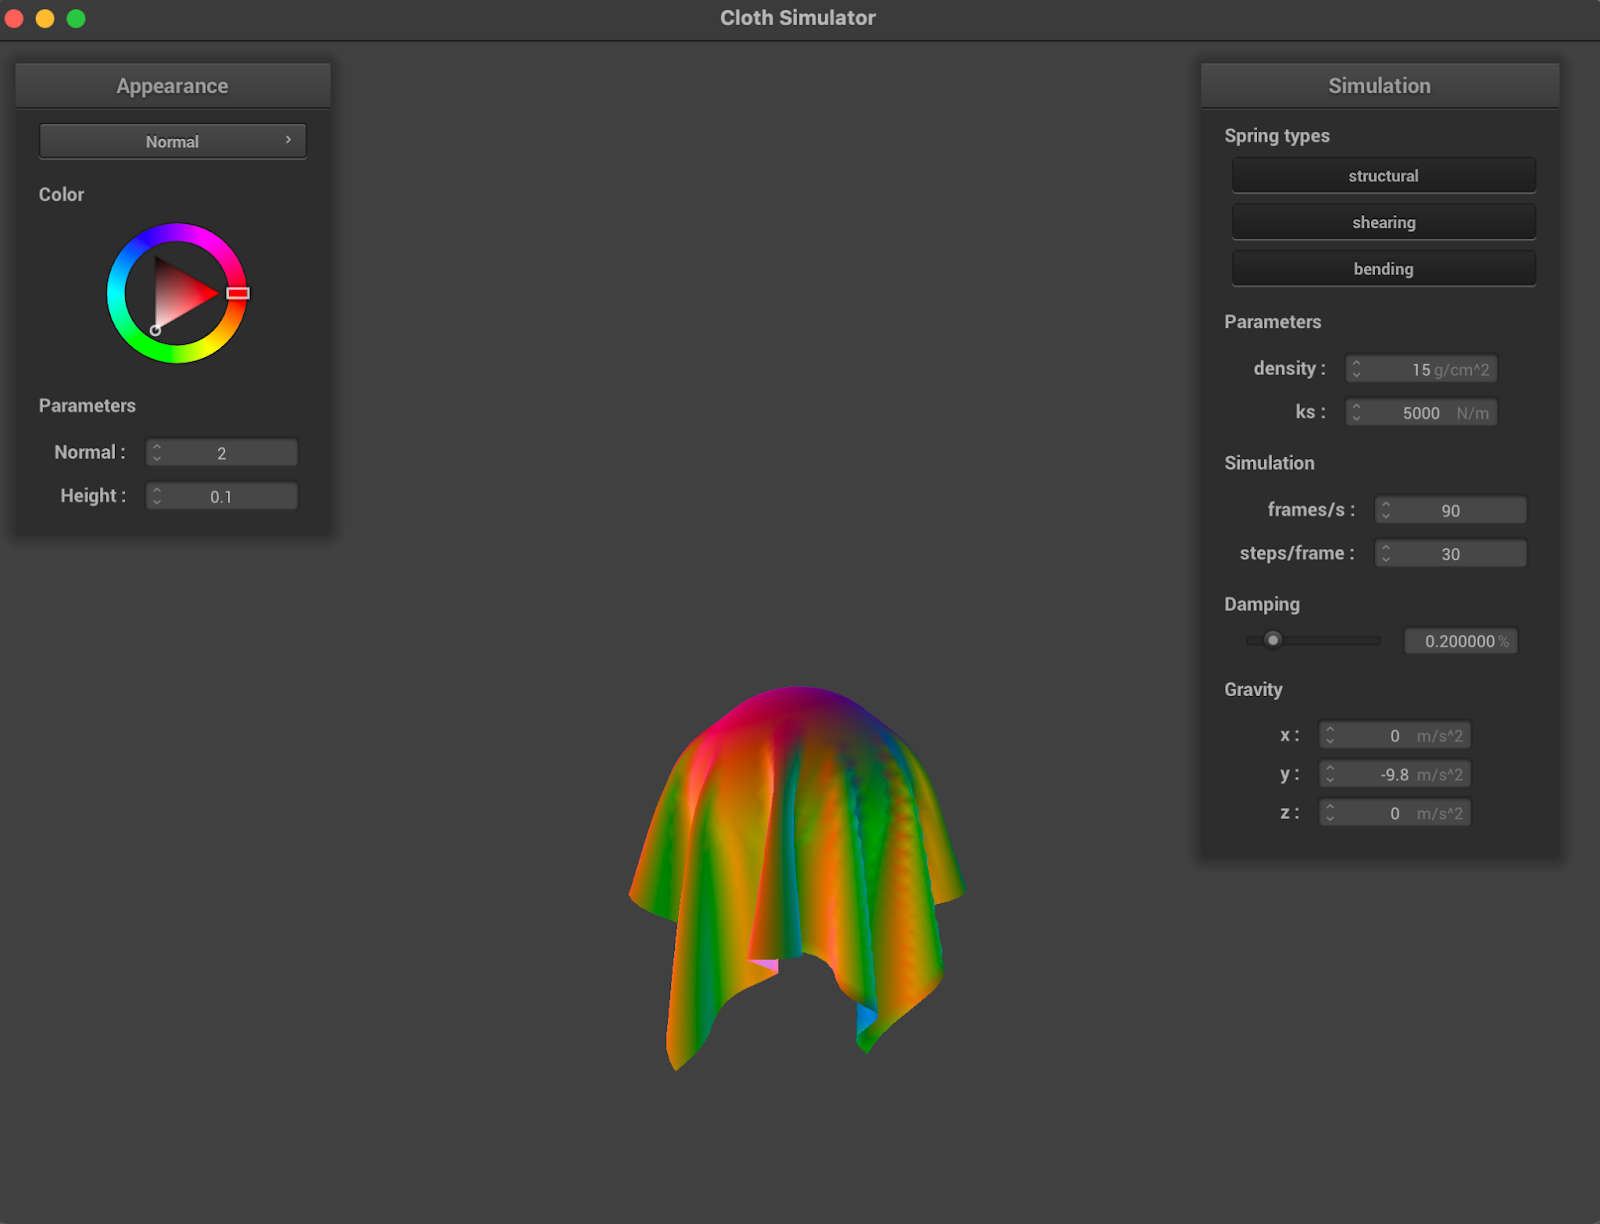 Cloth Simulator
Appearance
Normal
Color
Parameters
Normal : 2
Height : 0.1
Simulation
Spring types
structural
shearing
bending
Parameters
density : 15 g/cm^2
ks : 5000 N/m
Simulation
frames/s : 90
steps/frame : 30
Damping
0.200000 %
Gravity
x : 0 m/s^2
y : -9.8 m/s^2
z : 0 m/s^2